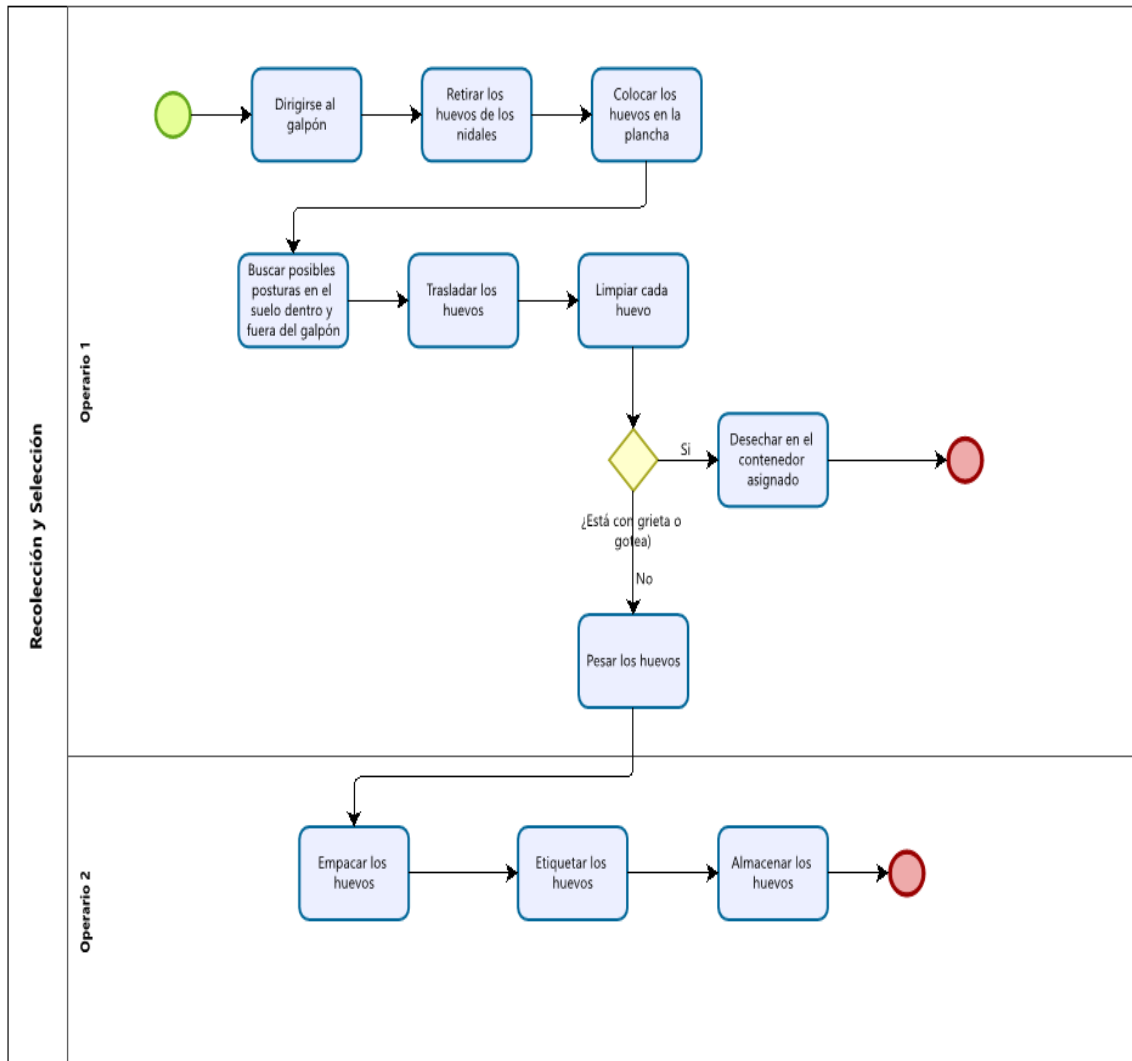 Recolección y Selección
Operario 1
Dirigirse al
galpón
Retirar los
huevos de los
nidales
Colocar los
huevos en la
plancha
Buscar posibles
posturas en el
suelo dentro y
fuera del galpón
Trasladar los
huevos
Limpiar cada
huevo
Si
Desechar en el
contenedor
asignado
¿Está con grieta o
gotea)
No
Pesar los huevos
Operario 2
Empacar los
huevos
Etiquetar los
huevos
Almacenar los
huevos